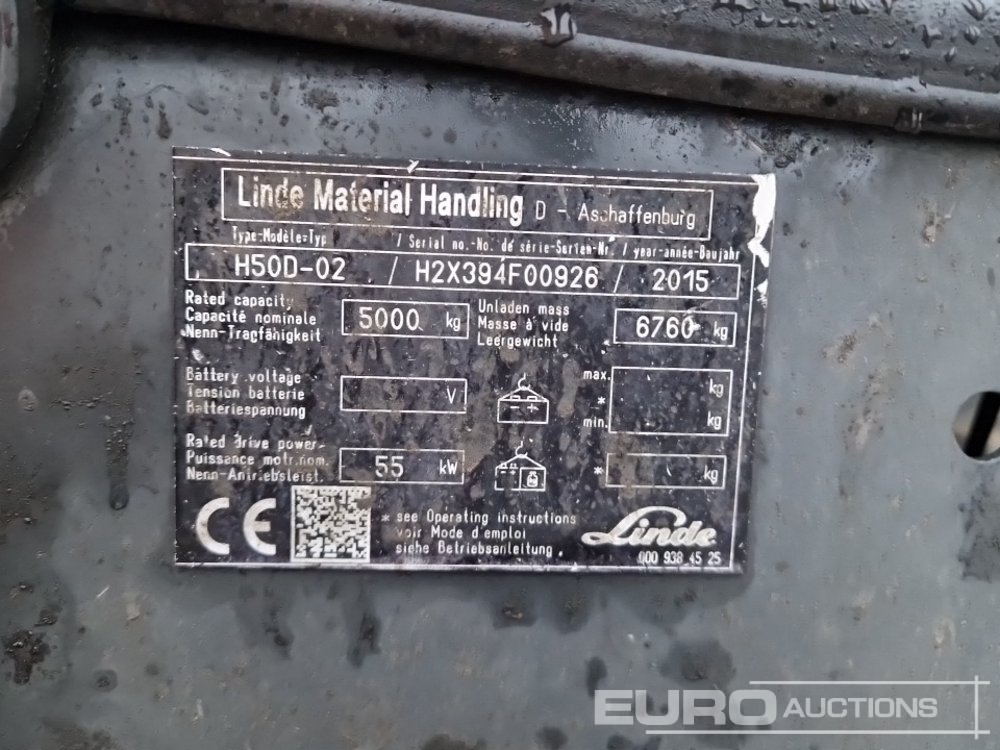 Linde Material Handling D - Aschaffenburg
Type-Modèle-Typ / Serial no.-No. de série-Serien-Nr. / year-année-Baujahr
H50D-02 / H2X394F00926 / 2015
Rated capacity
Capacité nominale
Nenn-Tragfähigkeit
5000 kg
Unladen mass
Masse à vide
Leergewicht
6760 kg
Battery voltage
Tension batterie
Batteriespannung
V
max. kg
*
min. kg
Rated drive power
Puissance motr.nom.
Nenn-Antriebsleist.
55 kW
* kg
CE
* see Operating instructions
voir Mode d'emploi
siehe Betriebsanleitung.
Linde
000 938 45 25
EURO AUCTIONS